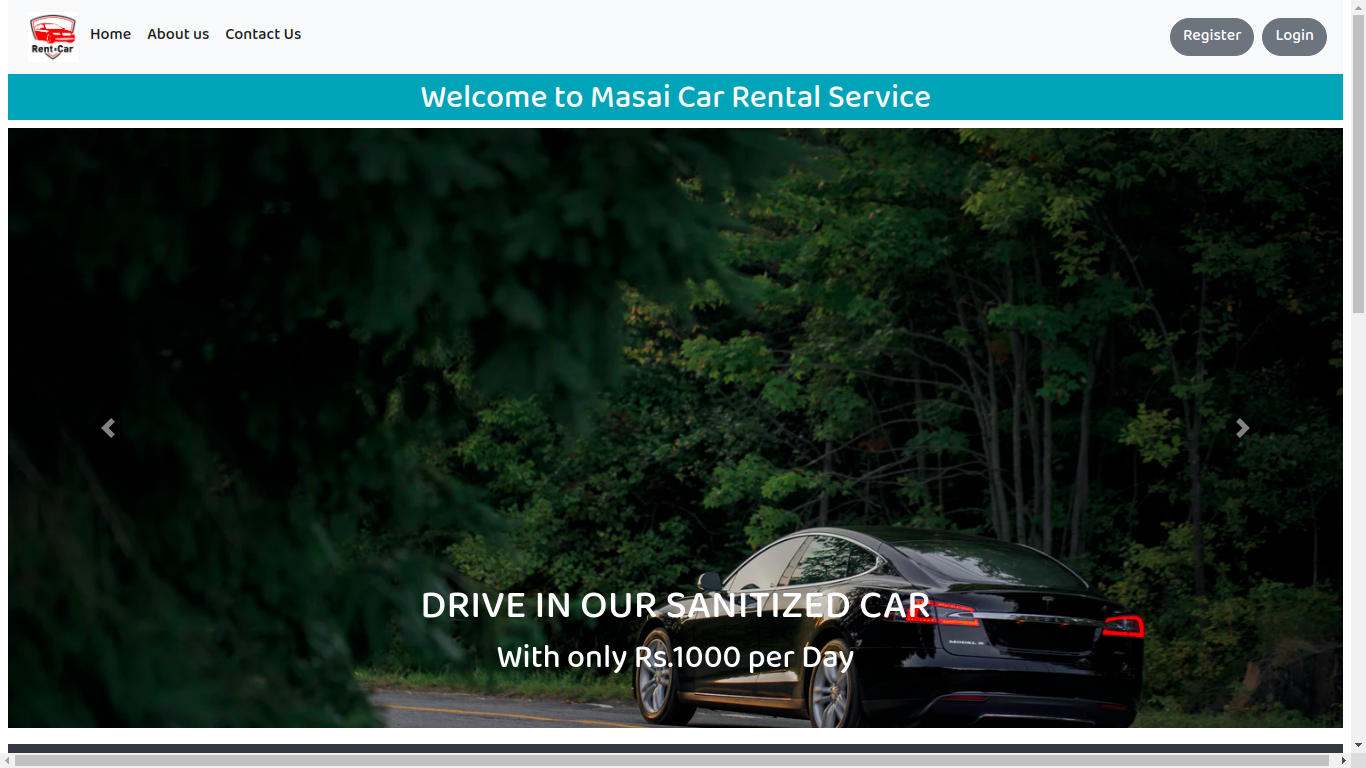 Rent-Car
Home About us Contact Us Register Login
Welcome to Masai Car Rental Service
DRIVE IN OUR SANITIZED CAR
MODEL S
With only Rs.1000 per Day